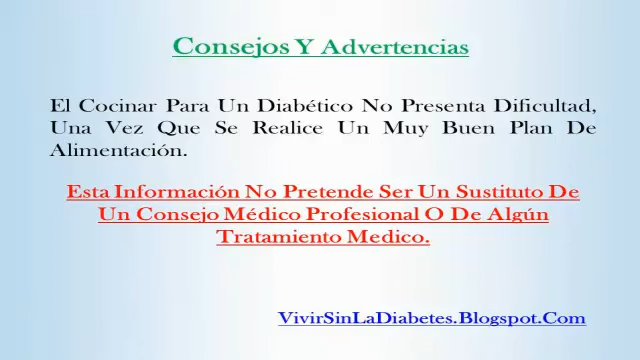 Consejos Y Advertencias
El Cocinar Para Un Diabético No Presenta Dificultad,
Una Vez Que Se Realice Un Muy Buen Plan De
Alimentación.
Esta Información No Pretende Ser Un Sustituto De
Un Consejo Médico Profesional O De Algún
Tratamiento Medico.
VivirSinLaDiabetes.Blogspot.Com